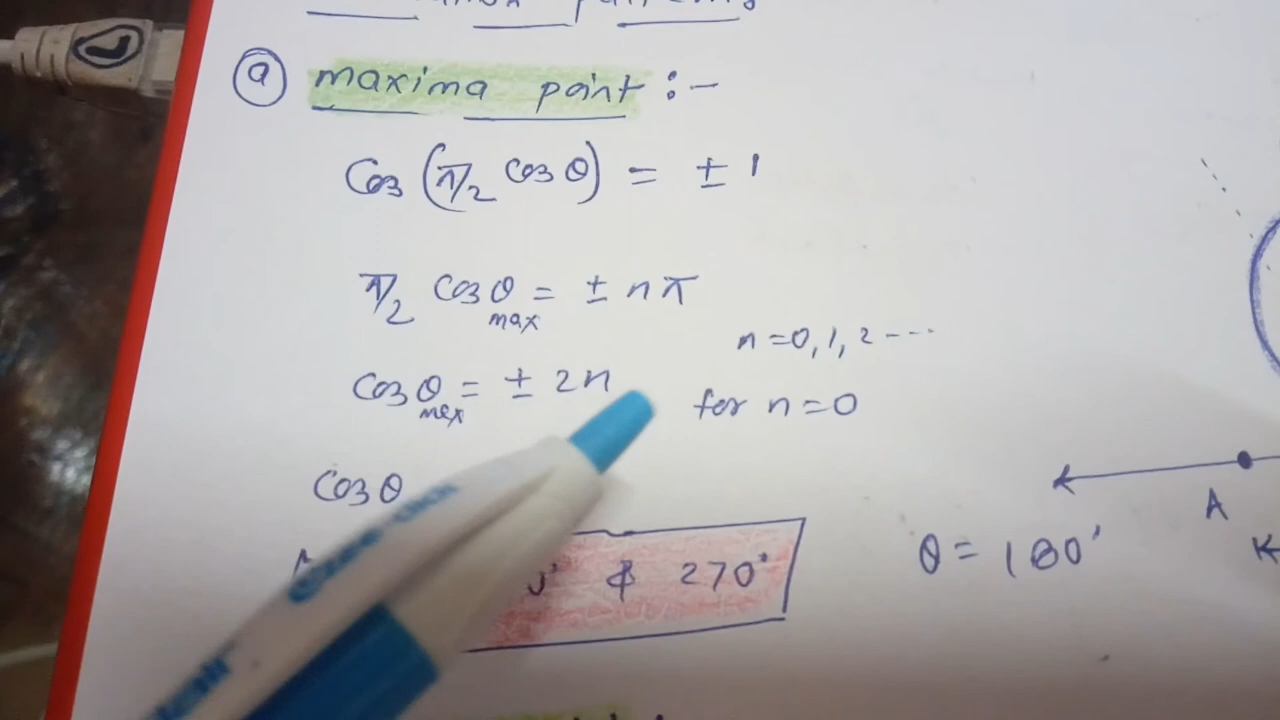 (a) maxima point :-
Cos (π/2 Cos θ) = ± 1
π/2 Cos θmax = ± nπ
n = 0, 1, 2 ----
Cos θmax = ± 2n
for n = 0
Cos θ
A
& 270°
θ = 180°